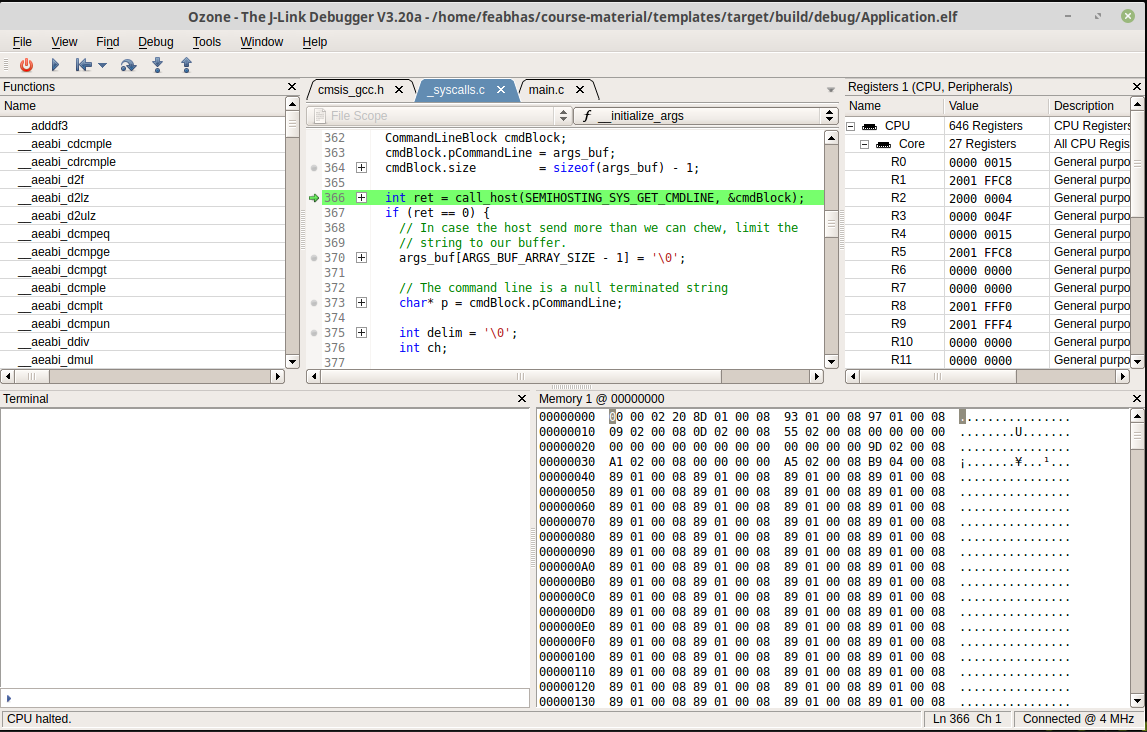 Ozone - The J-Link Debugger V3.20a - /home/feabhas/course-material/templates/target/build/debug/Application.elf
File View Find Debug Tools Window Help
Functions
Name
__adddf3
__aeabi_cdcmple
__aeabi_cdrcmple
__aeabi_d2f
__aeabi_d2lz
__aeabi_d2ulz
__aeabi_dcmpeq
__aeabi_dcmpge
__aeabi_dcmpgt
__aeabi_dcmple
__aeabi_dcmplt
__aeabi_dcmpun
__aeabi_ddiv
__aeabi_dmul
cmsis_gcc.h _syscalls.c main.c
File Scope __initialize_args
362 CommandLineBlock cmdBlock;
363 cmdBlock.pCommandLine = args_buf;
364 cmdBlock.size = sizeof(args_buf) - 1;
365
366 int ret = call_host(SEMIHOSTING_SYS_GET_CMDLINE, &cmdBlock);
367 if (ret == 0) {
368 // In case the host send more than we can chew, limit the
369 // string to our buffer.
370 args_buf[ARGS_BUF_ARRAY_SIZE - 1] = '\0';
371
372 // The command line is a null terminated string
373 char* p = cmdBlock.pCommandLine;
374
375 int delim = '\0';
376 int ch;
377
Registers 1 (CPU, Peripherals)
Name Value Description
CPU 646 Registers CPU Registers
Core 27 Registers All CPU Regis
R0 0000 0015 General purpo
R1 2001 FFC8 General purpo
R2 2000 0004 General purpo
R3 0000 004F General purpo
R4 0000 0015 General purpo
R5 2001 FFC8 General purpo
R6 0000 0000 General purpo
R7 0000 0000 General purpo
R8 2001 FFF0 General purpo
R9 2001 FFF4 General purpo
R10 0000 0000 General purpo
R11 0000 0000 General purpo
Terminal
Memory 1 @ 00000000
00000000 00 00 02 20 8D 01 00 08 93 01 00 08 97 01 00 08 ................
00000010 09 02 00 08 0D 02 00 08 55 02 00 08 00 00 00 00 ........U.......
00000020 00 00 00 00 00 00 00 00 00 00 00 00 9D 02 00 08 ................
00000030 A1 02 00 08 00 00 00 00 A5 02 00 08 B9 04 00 08 ¡.......¥...¹...
00000040 89 01 00 08 89 01 00 08 89 01 00 08 89 01 00 08 ................
00000050 89 01 00 08 89 01 00 08 89 01 00 08 89 01 00 08 ................
00000060 89 01 00 08 89 01 00 08 89 01 00 08 89 01 00 08 ................
00000070 89 01 00 08 89 01 00 08 89 01 00 08 89 01 00 08 ................
00000080 89 01 00 08 89 01 00 08 89 01 00 08 89 01 00 08 ................
00000090 89 01 00 08 89 01 00 08 89 01 00 08 89 01 00 08 ................
000000A0 89 01 00 08 89 01 00 08 89 01 00 08 89 01 00 08 ................
000000B0 89 01 00 08 89 01 00 08 89 01 00 08 89 01 00 08 ................
000000C0 89 01 00 08 89 01 00 08 89 01 00 08 89 01 00 08 ................
000000D0 89 01 00 08 89 01 00 08 89 01 00 08 89 01 00 08 ................
000000E0 89 01 00 08 89 01 00 08 89 01 00 08 89 01 00 08 ................
000000F0 89 01 00 08 89 01 00 08 89 01 00 08 89 01 00 08 ................
00000100 89 01 00 08 89 01 00 08 89 01 00 08 89 01 00 08 ................
00000110 89 01 00 08 89 01 00 08 89 01 00 08 89 01 00 08 ................
00000120 89 01 00 08 89 01 00 08 89 01 00 08 89 01 00 08 ................
00000130 89 01 00 08 89 01 00 08 89 01 00 08 89 01 00 08 ................
CPU halted. Ln 366 Ch 1 Connected @ 4 MHz